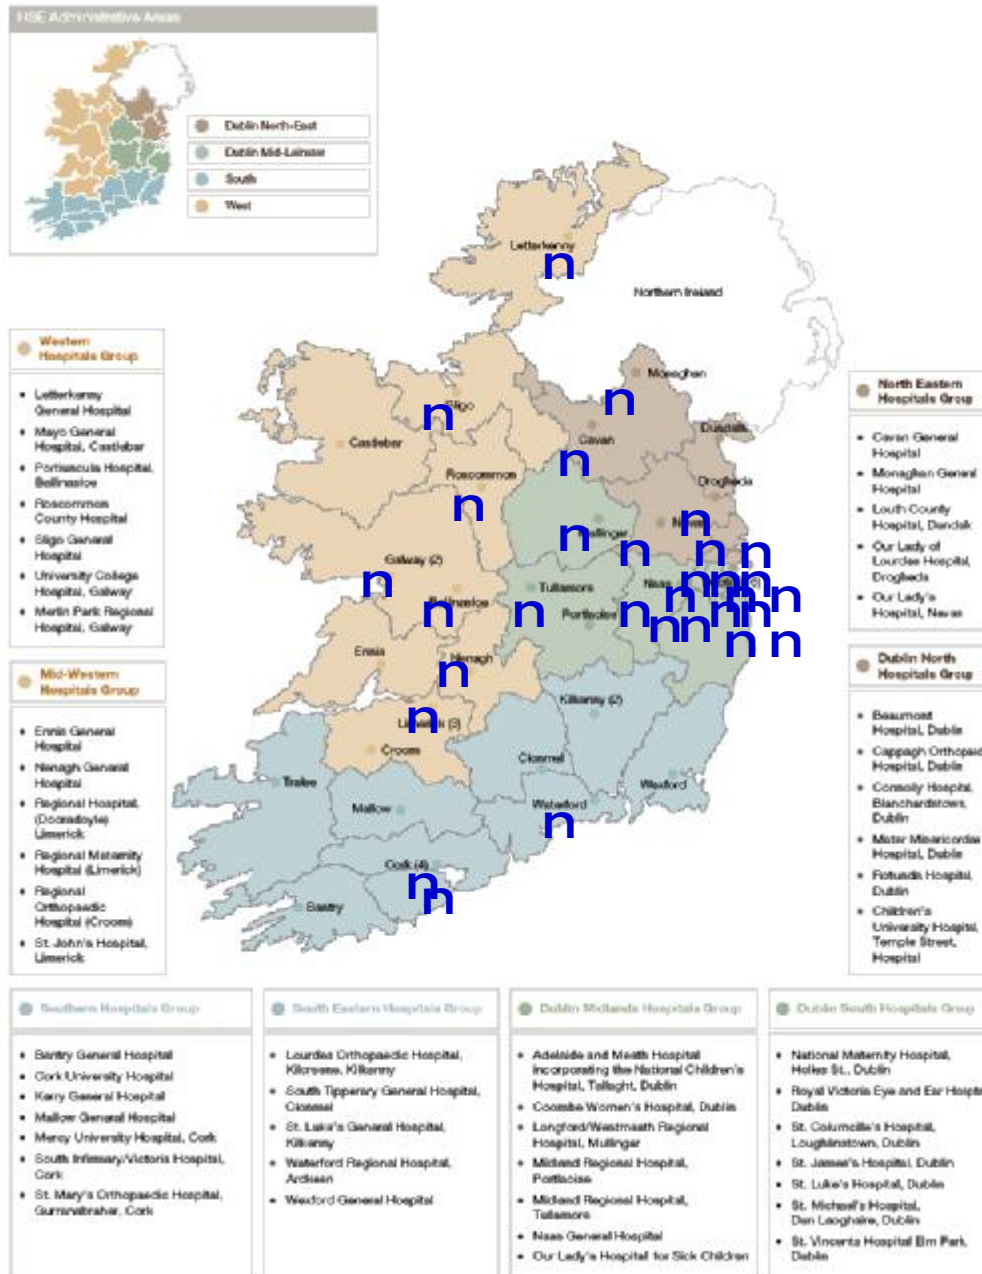 HSE Administrative Areas
Dublin North-East
Dublin Mid-Leinster
South
West
Letterkenny
n
Northern Ireland
Monaghan
n
Sligo
n
Cavan
Dundalk
Castlebar
n
Roscommon
Drogheda
n
Navan
n
Mullingar
n
n
n
n
Galway (2)
n
Tullamore
Naas
n
n
n
n
Ballinasloe
n
n
Portlaoise
n
n
n
n
n
n
n
n
n
n
n
Ennis
Nenagh
n
Kilkenny (2)
Limerick (3)
n
Croom
Clonmel
Tralee
Wexford
Mallow
Waterford
n
Cork (4)
n
n
Bantry
Western
Hospitals Group
• Letterkenny
General Hospital
• Mayo General
Hospital, Castlebar
• Portiuncula Hospital,
Ballinasloe
• Roscommon
County Hospital
• Sligo General
Hospital
• University College
Hospital, Galway
• Merlin Park Regional
Hospital, Galway
Mid-Western
Hospitals Group
• Ennis General
Hospital
• Nenagh General
Hospital
• Regional Hospital,
(Dooradoyle)
Limerick
• Regional Maternity
Hospital (Limerick)
• Regional
Orthopaedic
Hospital (Croom)
• St. John's Hospital,
Limerick
North Eastern
Hospitals Group
• Cavan General
Hospital
• Monaghan General
Hospital
• Louth County
Hospital, Dundalk
• Our Lady of
Lourdes Hospital,
Drogheda
• Our Lady's
Hospital, Navan
Dublin North
Hospitals Group
• Beaumont
Hospital, Dublin
• Cappagh Orthopaedic
Hospital, Dublin
• Connolly Hospital,
Blanchardstown,
Dublin
• Mater Misericordiae
Hospital, Dublin
• Rotunda Hospital,
Dublin
• Children's
University Hospital,
Temple Street,
Hospital
Southern Hospitals Group
• Bantry General Hospital
• Cork University Hospital
• Kerry General Hospital
• Mallow General Hospital
• Mercy University Hospital, Cork
• South Infirmary/Victoria Hospital,
Cork
• St. Mary's Orthopaedic Hospital,
Gurranabraher, Cork
South Eastern Hospitals Group
• Lourdes Orthopaedic Hospital,
Kilcreene, Kilkenny
• South Tipperary General Hospital,
Clonmel
• St. Luke's General Hospital,
Kilkenny
• Waterford Regional Hospital,
Ardkeen
• Wexford General Hospital
Dublin Midlands Hospitals Group
• Adelaide and Meath Hospital
incorporating the National Children's
Hospital, Tallaght, Dublin
• Coombe Women's Hospital, Dublin
• Longford/Westmeath Regional
Hospital, Mullingar
• Midland Regional Hospital,
Portlaoise
• Midland Regional Hospital,
Tullamore
• Naas General Hospital
• Our Lady's Hospital for Sick Children
Dublin South Hospitals Group
• National Maternity Hospital,
Holles St., Dublin
• Royal Victoria Eye and Ear Hospital
Dublin
• St. Columcille's Hospital,
Loughlinstown, Dublin
• St. James's Hospital, Dublin
• St. Luke's Hospital, Dublin
• St. Michael's Hospital,
Dun Laoghaire, Dublin
• St. Vincents Hospital Elm Park,
Dublin